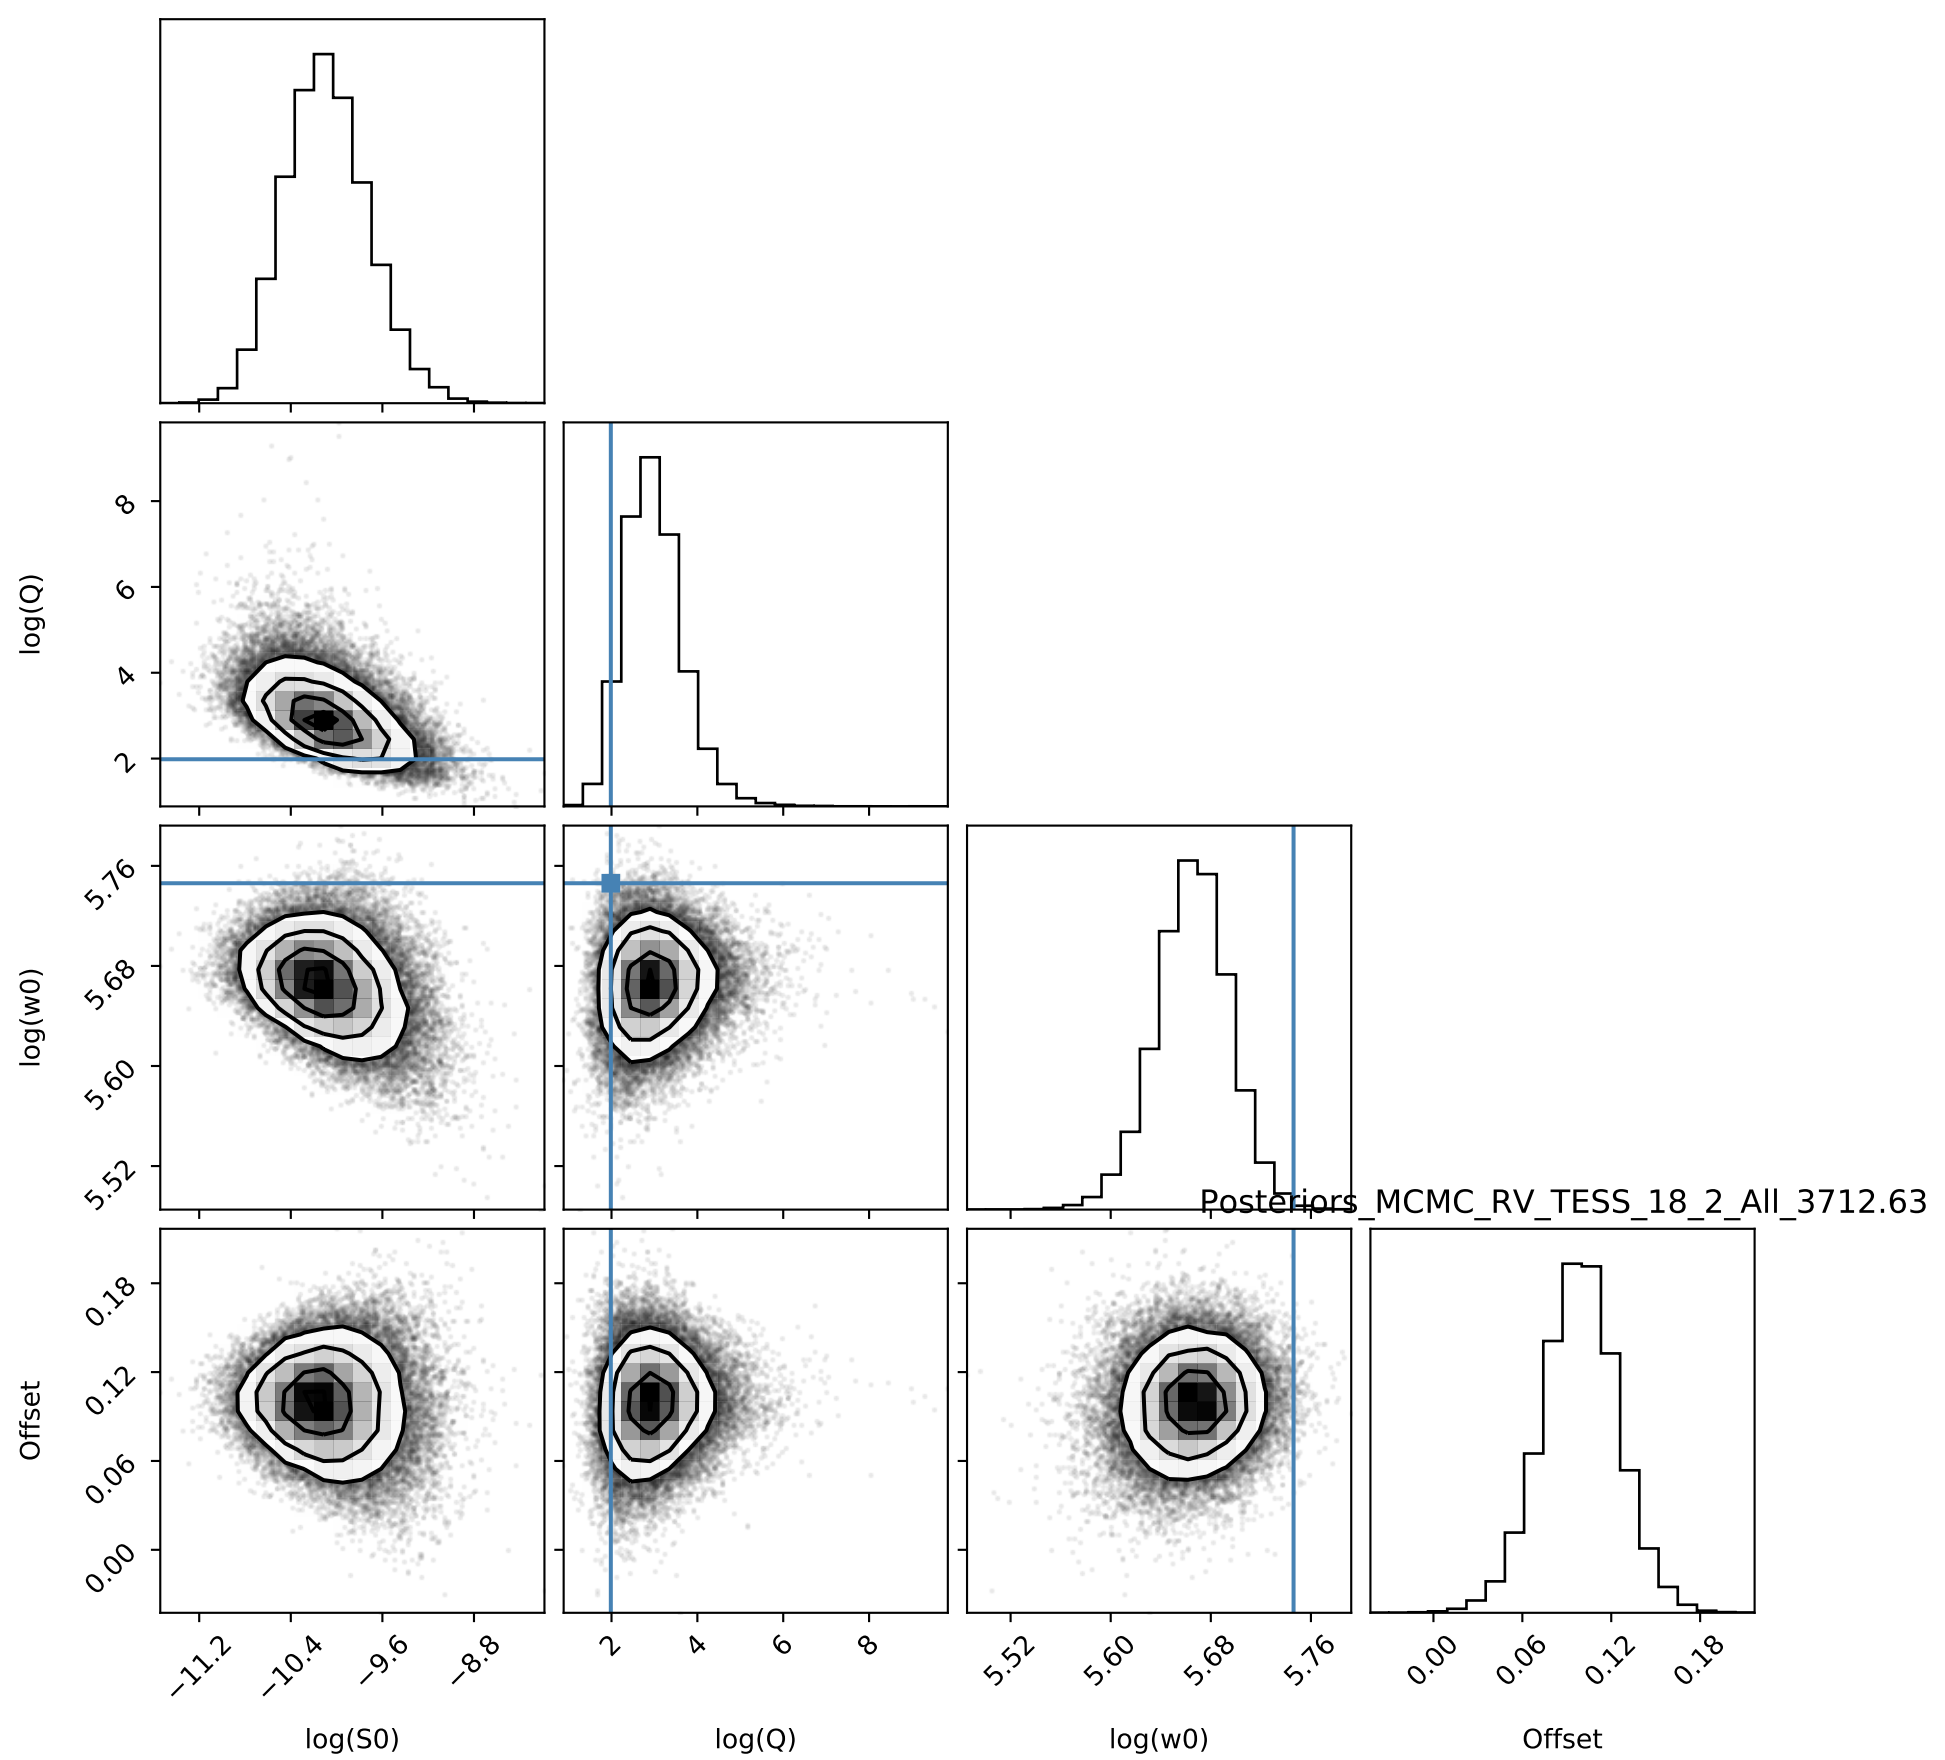 log(Q)
8
6
4
2
log(w0)
5.76
5.68
5.60
5.52
Posteriors_MCMC_RV_TESS_18_2_All_3712.63
Offset
0.18
0.12
0.06
0.00
−11.2 −10.4 −9.6 −8.8
2 4 6 8
5.52 5.60 5.68 5.76
0.00 0.06 0.12 0.18
log(S0)
log(Q)
log(w0)
Offset